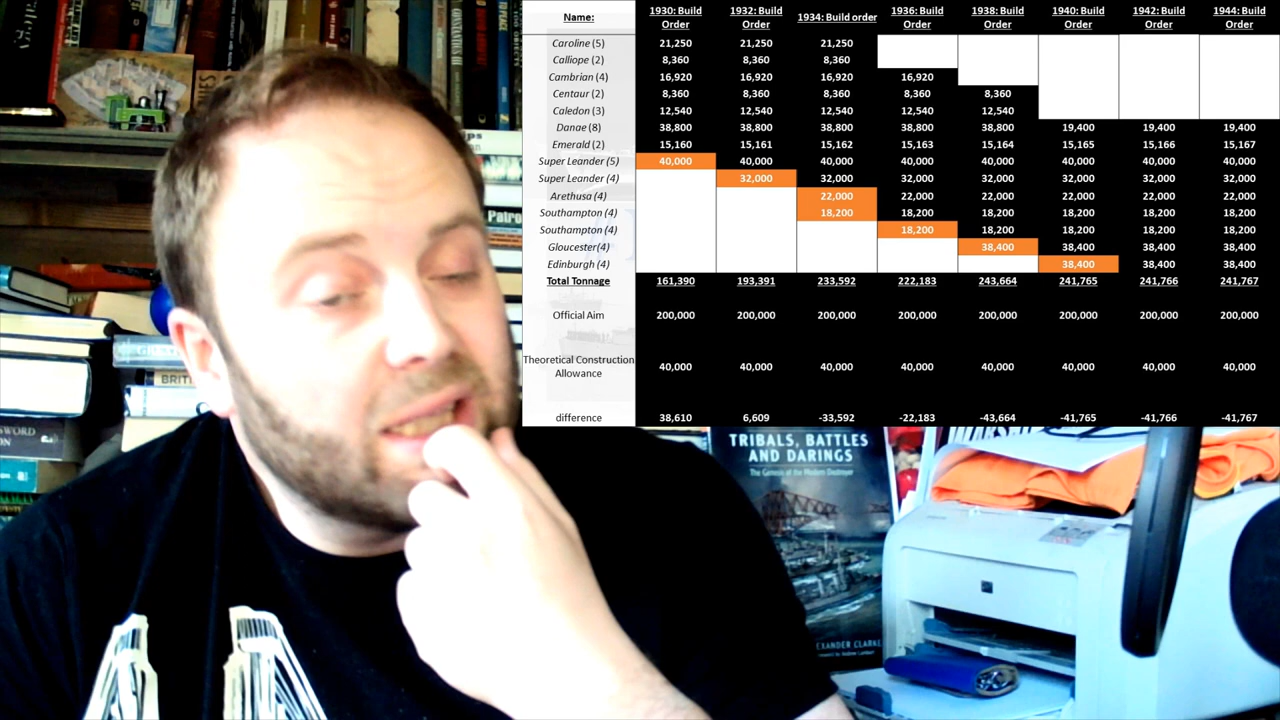 Name: 1930: Build Order 1932: Build Order 1934: Build order 1936: Build Order 1938: Build Order 1940: Build Order 1942: Build Order 1944: Build Order
Caroline (5) 21,250 21,250 21,250
Calliope (2) 8,360 8,360 8,360
Cambrian (4) 16,920 16,920 16,920 16,920
Centaur (2) 8,360 8,360 8,360 8,360 8,360
Caledon (3) 12,540 12,540 12,540 12,540 12,540
Danae (8) 38,800 38,800 38,800 38,800 38,800 19,400 19,400 19,400
Emerald (2) 15,160 15,161 15,162 15,163 15,164 15,165 15,166 15,167
Super Leander (5) 40,000 40,000 40,000 40,000 40,000 40,000 40,000 40,000
Super Leander (4) 32,000 32,000 32,000 32,000 32,000 32,000 32,000
Arethusa (4) 22,000 22,000 22,000 22,000 22,000 22,000
Southampton (4) 18,200 18,200 18,200 18,200 18,200 18,200
Southampton (4) 18,200 18,200 18,200 18,200 18,200
Gloucester(4) 38,400 38,400 38,400 38,400
Edinburgh (4) 38,400 38,400 38,400
Total Tonnage 161,390 193,391 233,592 222,183 243,664 241,765 241,766 241,767
Official Aim 200,000 200,000 200,000 200,000 200,000 200,000 200,000 200,000
Theoretical Construction Allowance 40,000 40,000 40,000 40,000 40,000 40,000 40,000 40,000
difference 38,610 6,609 -33,592 -22,183 -43,664 -41,765 -41,766 -41,767
Patro
BRITI
SWORD
TRIBALS, BATTLES
AND DARINGS
The Genesis of the Modern Destroyer
EXANDER CLARKE